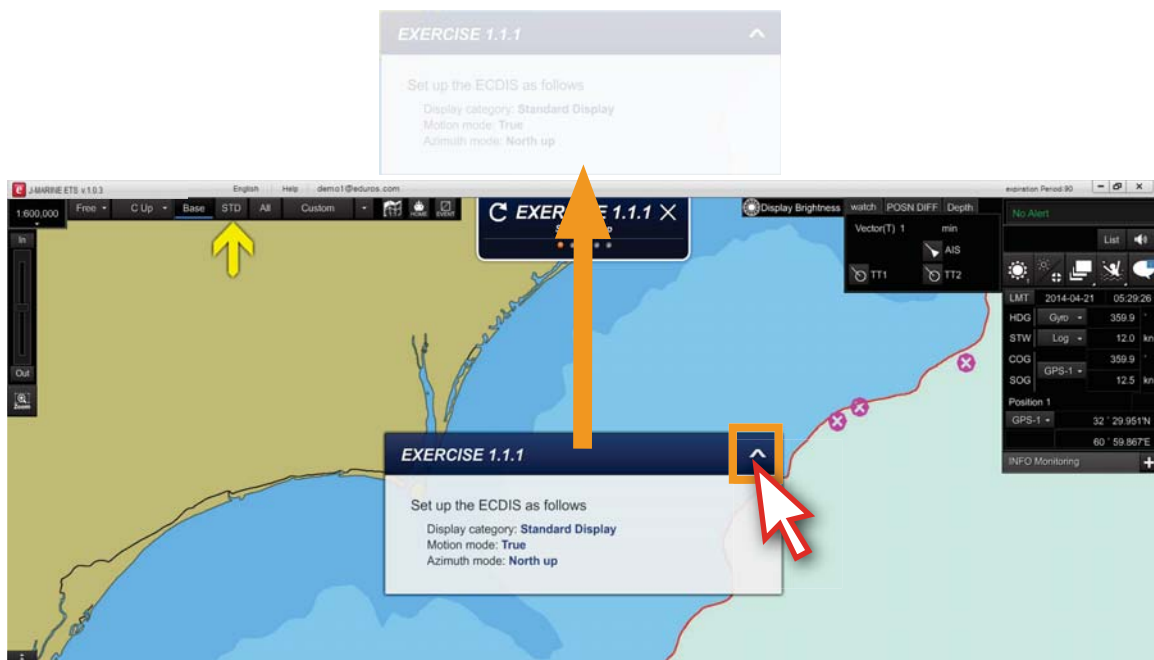 EXERCISE 1.1.1
Set up the ECDIS as follows
Display category: Standard Display
Motion mode: True
Azimuth mode: North up
J-MARINE ETS v.1.0.3 English Help demo1@eduros.com expiration Period:90
1:600,000 Free C Up Base STD All Custom 1:1 HOME EVENT
C EXER E 1.1.1 X
Display Brightness watch POSN DIFF Depth
Vector(T) 1 min
AIS
TT1 TT2
No Alert
List
LMT 2014-04-21 05:29:26
HDG Gyro 359.9 °
STW Log 12.0 kn
COG 359.9 °
GPS-1
SOG 12.5 kn
Position 1
GPS-1 32 ° 29.951'N
60 ° 59.867'E
INFO Monitoring +
In
Out
Zoom
EXERCISE 1.1.1
Set up the ECDIS as follows
Display category: Standard Display
Motion mode: True
Azimuth mode: North up